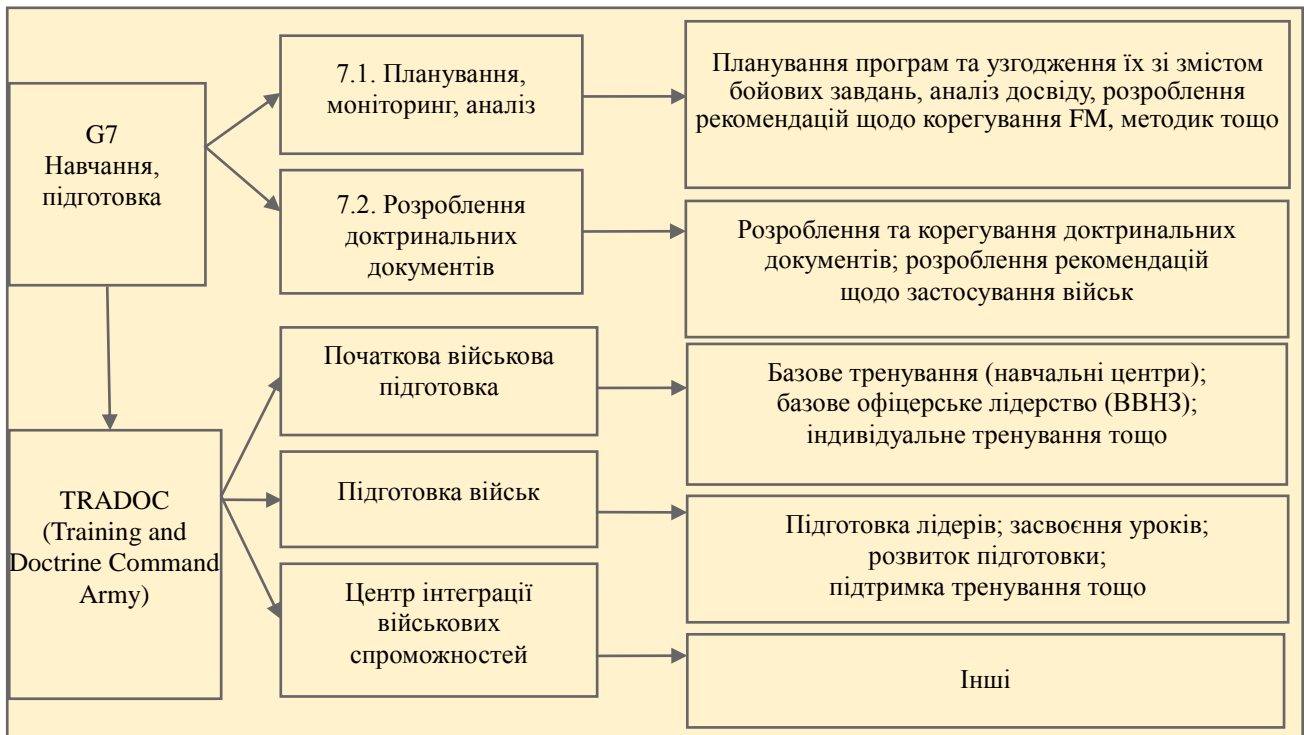 G7
Навчання,
підготовка
7.1. Планування,
моніторинг, аналіз
Планування програм та узгодження їх зі змістом
бойових завдань, аналіз досвіду, розроблення
рекомендацій щодо корегування FM, методик тощо
7.2. Розроблення
доктринальних
документів
Розроблення та корегування доктринальних
документів; розроблення рекомендацій
щодо застосування військ
TRADOC
(Training and
Doctrine Command
Army)
Початкова військова
підготовка
Базове тренування (навчальні центри);
базове офіцерське лідерство (ВВНЗ);
індивідуальне тренування тощо
Підготовка військ
Підготовка лідерів; засвоєння уроків;
розвиток підготовки;
підтримка тренування тощо
Центр інтеграції
військових
спроможностей
Інші